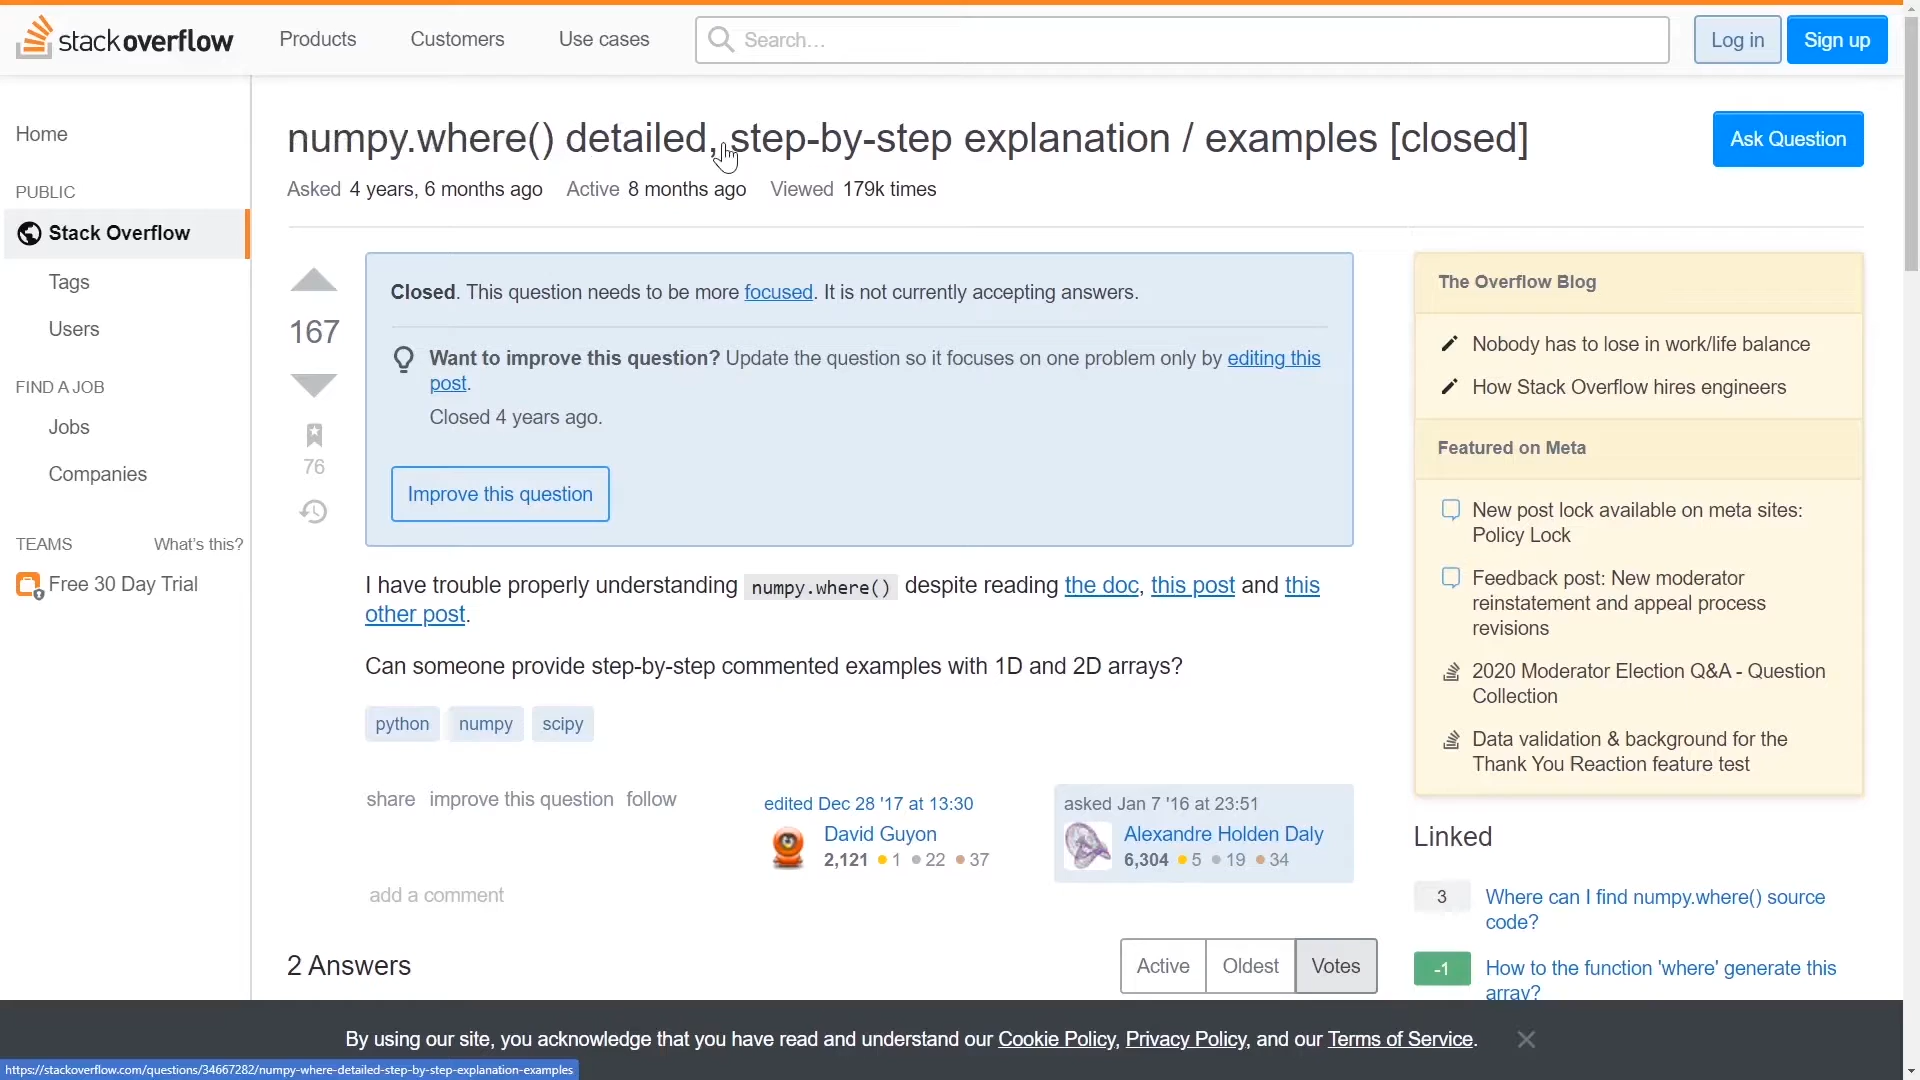 stackoverflow
Products
Customers
Use cases
Search...
Log in
Sign up
Home
PUBLIC
Stack Overflow
Tags
Users
FIND A JOB
Jobs
Companies
TEAMS
What's this?
Free 30 Day Trial
numpy.where() detailed, step-by-step explanation / examples [closed]
Ask Question
Asked 4 years, 6 months ago
Active 8 months ago
Viewed 179k times
167
76
Closed. This question needs to be more focused. It is not currently accepting answers.
Want to improve this question? Update the question so it focuses on one problem only by editing this
post.
Closed 4 years ago.
Improve this question
I have trouble properly understanding numpy.where() despite reading the doc, this post and this
other post.
Can someone provide step-by-step commented examples with 1D and 2D arrays?
python
numpy
scipy
share
improve this question
follow
edited Dec 28 '17 at 13:30
David Guyon
2,121 1 22 37
asked Jan 7 '16 at 23:51
Alexandre Holden Daly
6,304 5 19 34
add a comment
2 Answers
Active
Oldest
Votes
The Overflow Blog
Nobody has to lose in work/life balance
How Stack Overflow hires engineers
Featured on Meta
New post lock available on meta sites:
Policy Lock
Feedback post: New moderator
reinstatement and appeal process
revisions
2020 Moderator Election Q&A - Question
Collection
Data validation & background for the
Thank You Reaction feature test
Linked
3
Where can I find numpy.where() source
code?
-1
How to the function 'where' generate this
array?
By using our site, you acknowledge that you have read and understand our Cookie Policy, Privacy Policy, and our Terms of Service.
https://stackoverflow.com/questions/34667282/numpy-where-detailed-step-by-step-explanation-examples